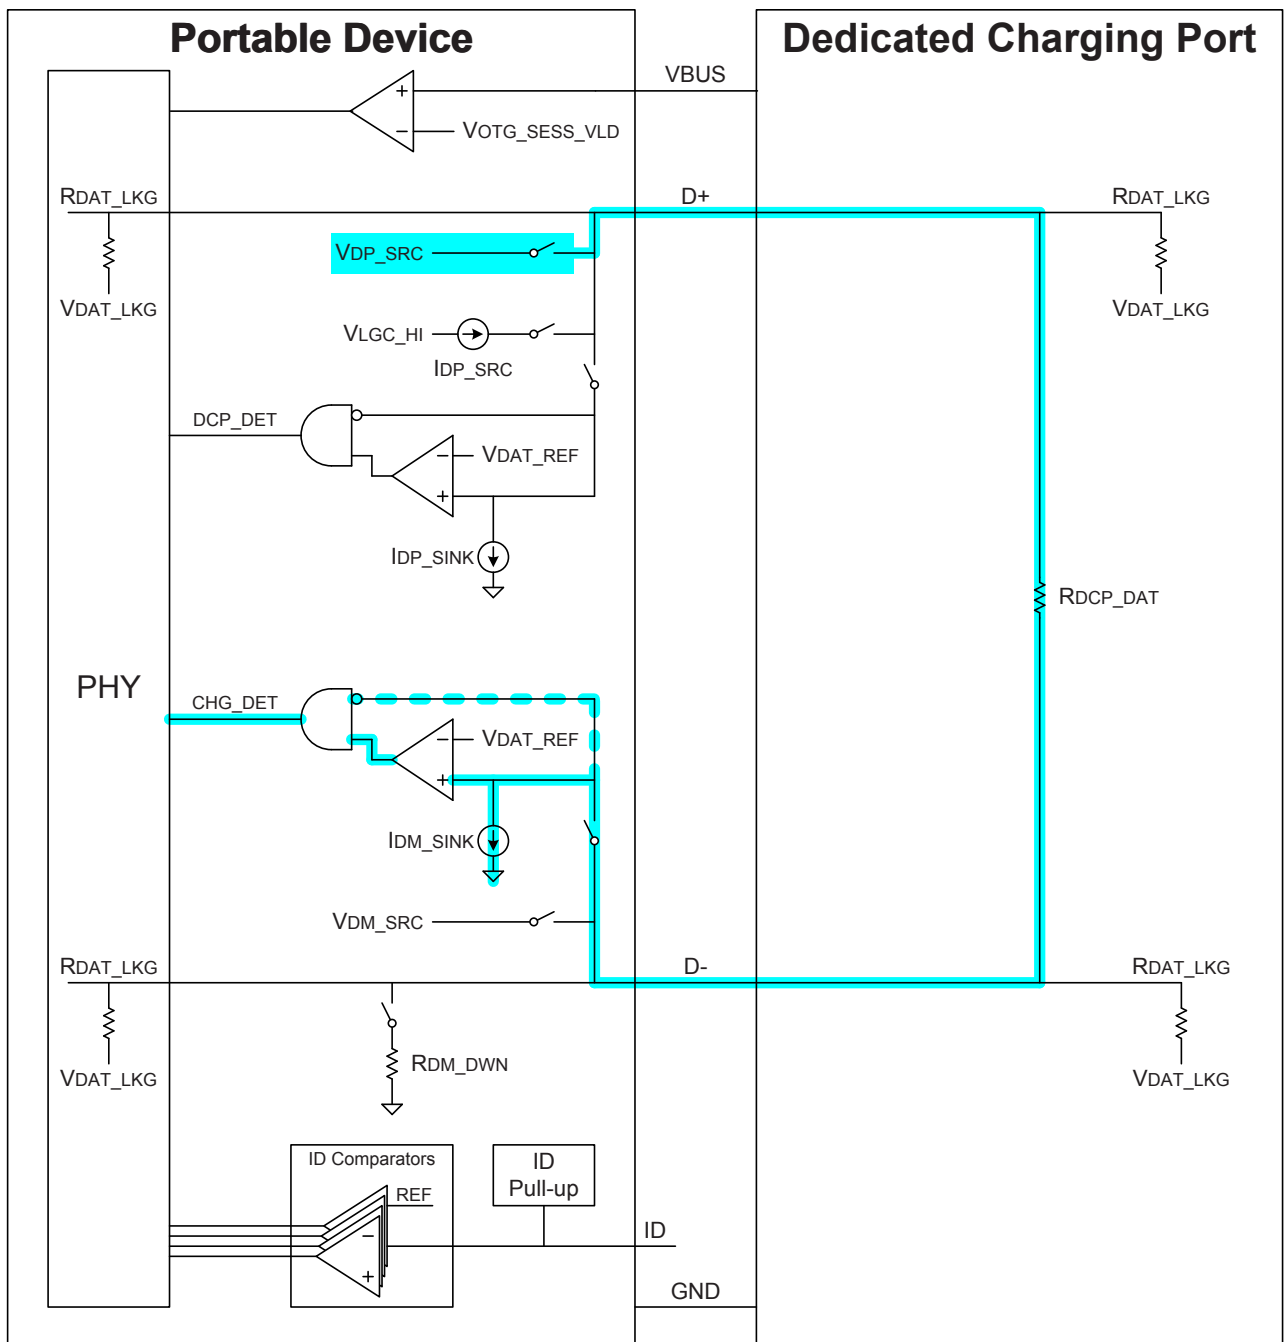 Portable Device
Dedicated Charging Port
VBUS
+
−
VOTG_SESS_VLD
RDAT_LKG
D+
RDAT_LKG
VDP_SRC
VDAT_LKG
VDAT_LKG
VLGC_HI
IDP_SRC
DCP_DET
−
VDAT_REF
+
IDP_SINK
RDCP_DAT
PHY
CHG_DET
−
VDAT_REF
+
IDM_SINK
VDM_SRC
RDAT_LKG
D-
RDAT_LKG
RDM_DWN
VDAT_LKG
VDAT_LKG
ID Comparators
ID
Pull-up
REF
−
+
ID
GND